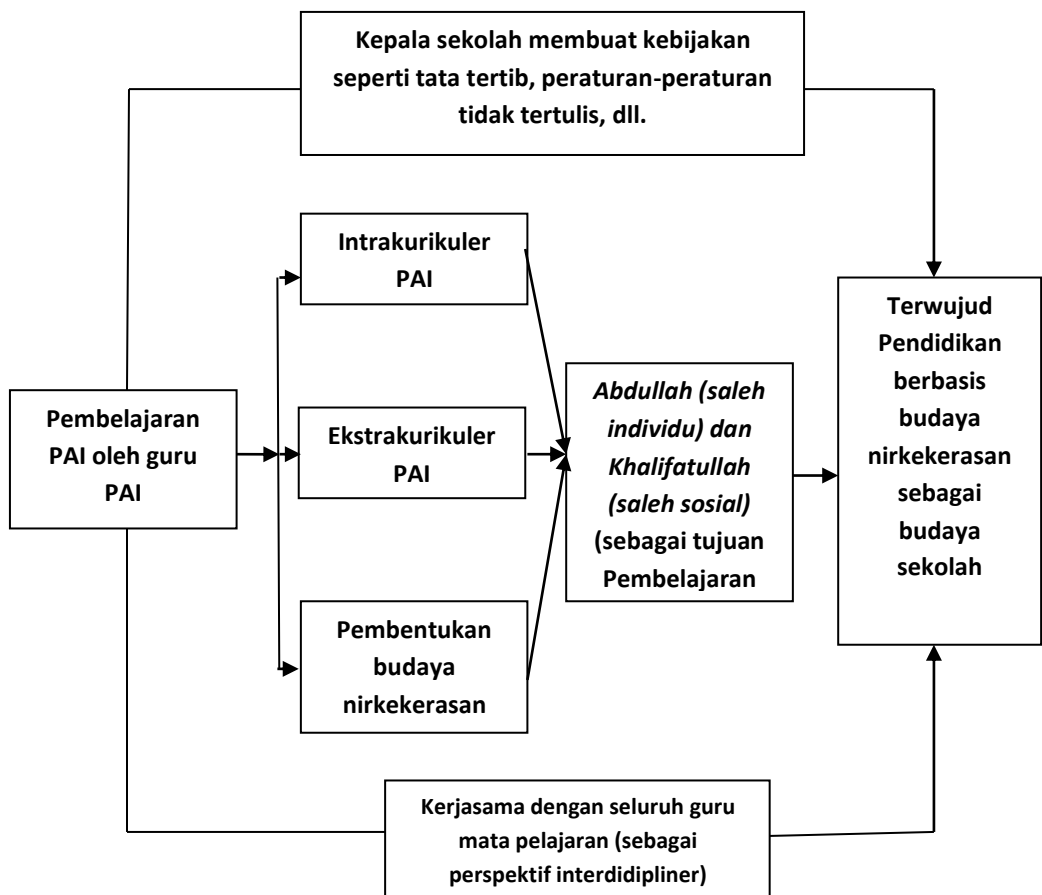 Kepala sekolah membuat kebijakan
seperti tata tertib, peraturan-peraturan
tidak tertulis, dll.
Intrakurikuler
PAI
Terwujud
Pendidikan
berbasis
budaya
nirkekerasan
sebagai
budaya
sekolah
Abdullah (saleh
individu) dan
Khalifatullah
(saleh sosial)
(sebagai tujuan
Pembelajaran
Pembelajaran
PAI oleh guru
PAI
Ekstrakurikuler
PAI
Pembentukan
budaya
nirkekerasan
Kerjasama dengan seluruh guru
mata pelajaran (sebagai
perspektif interdidipliner)